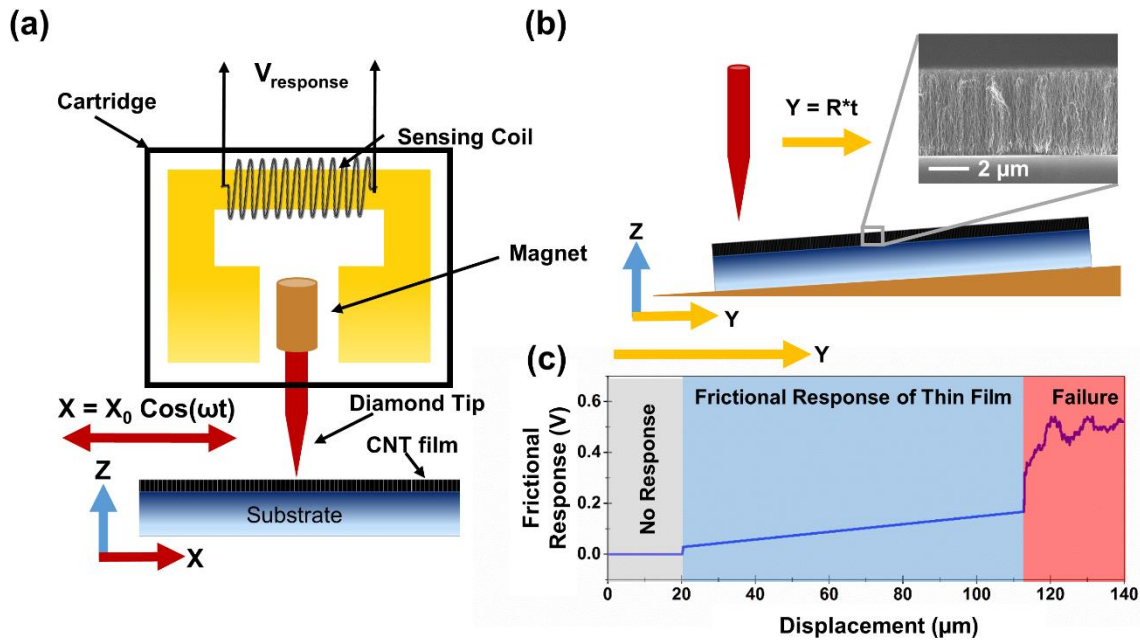 (a)
V_response
Cartridge
Sensing Coil
Magnet
X = X₀ Cos(ωt)
Diamond Tip
CNT film
Z
Substrate
X
(b)
Y = R*t
2 µm
Z
Y
Y
(c)
Frictional Response (V)
0.6
0.4
0.2
0.0
No Response
Frictional Response of Thin Film
Failure
0 20 40 60 80 100 120 140
Displacement (µm)